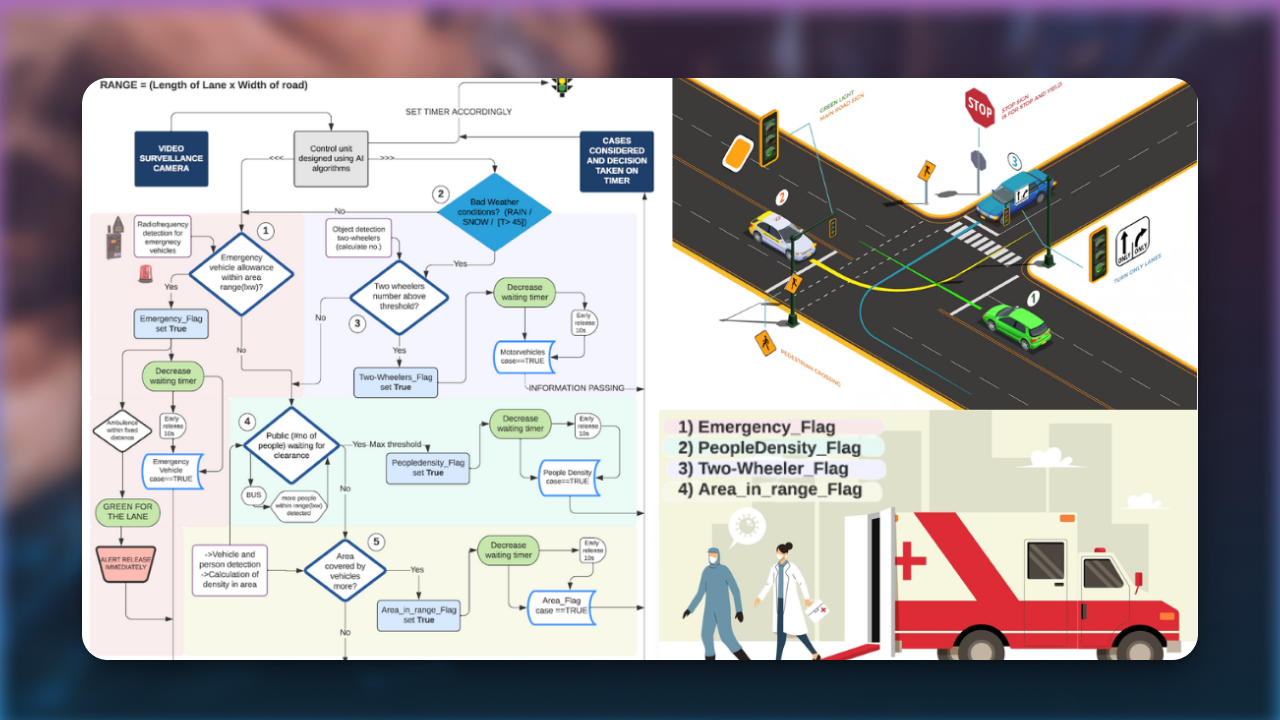 RANGE = (Length of Lane x Width of road)
SET TIMER ACCORDINGLY
VIDEO
SURVEILLANCE
CAMERA
Control unit
designed using AI
algorithms
<<<
>>>
CASES
CONSIDERED
AND DECISION
TAKEN ON
TIMER
2
Bad Weather
conditions? (RAIN /
SNOW / [T> 45])
No
Yes
Radiofrequency
detection for
emergnecy
vehicles
1
Emergency
vehicle allowance
within area
range(lxw)?
Yes
No
Emergency_Flag
set True
Decrease
waiting timer
Early
release
10s
Ambulance
within fixed
distance
Emergency
Vehicle
case==TRUE
GREEN FOR
THE LANE
ALERT RELEASE
IMMEDIATELY
Object detection
two-wheelers
(calculate no.)
Two wheelers
number above
threshold?
3
No
Yes
Two-Wheelers_Flag
set True
Decrease
waiting timer
Early
release
10s
Motorvehicles
case==TRUE
INFORMATION PASSING
4
Public (#no of
people) waiting for
clearance
Yes-Max threshold
No
BUS
more people
within range(lxw)
detected
Peopledensity_Flag
set True
Decrease
waiting timer
Early
release
10s
People Density
case==TRUE
->Vehicle and
person detection
->Calculation of
density in area
5
Area
covered by
vehicles
more?
Yes
No
Area_in_range_Flag
set True
Decrease
waiting timer
Early
release
10s
Area_Flag
case ==TRUE
GREEN LIGHT
MAIN ROAD SIGN
STOP
STOP SIGN
IS FOR STOP AND YIELD
3
2
1
ONLY
ONLY
TURN ONLY LANES
PEDESTRIAN CROSSING
1) Emergency_Flag
2) PeopleDensity_Flag
3) Two-Wheeler_Flag
4) Area_in_range_Flag